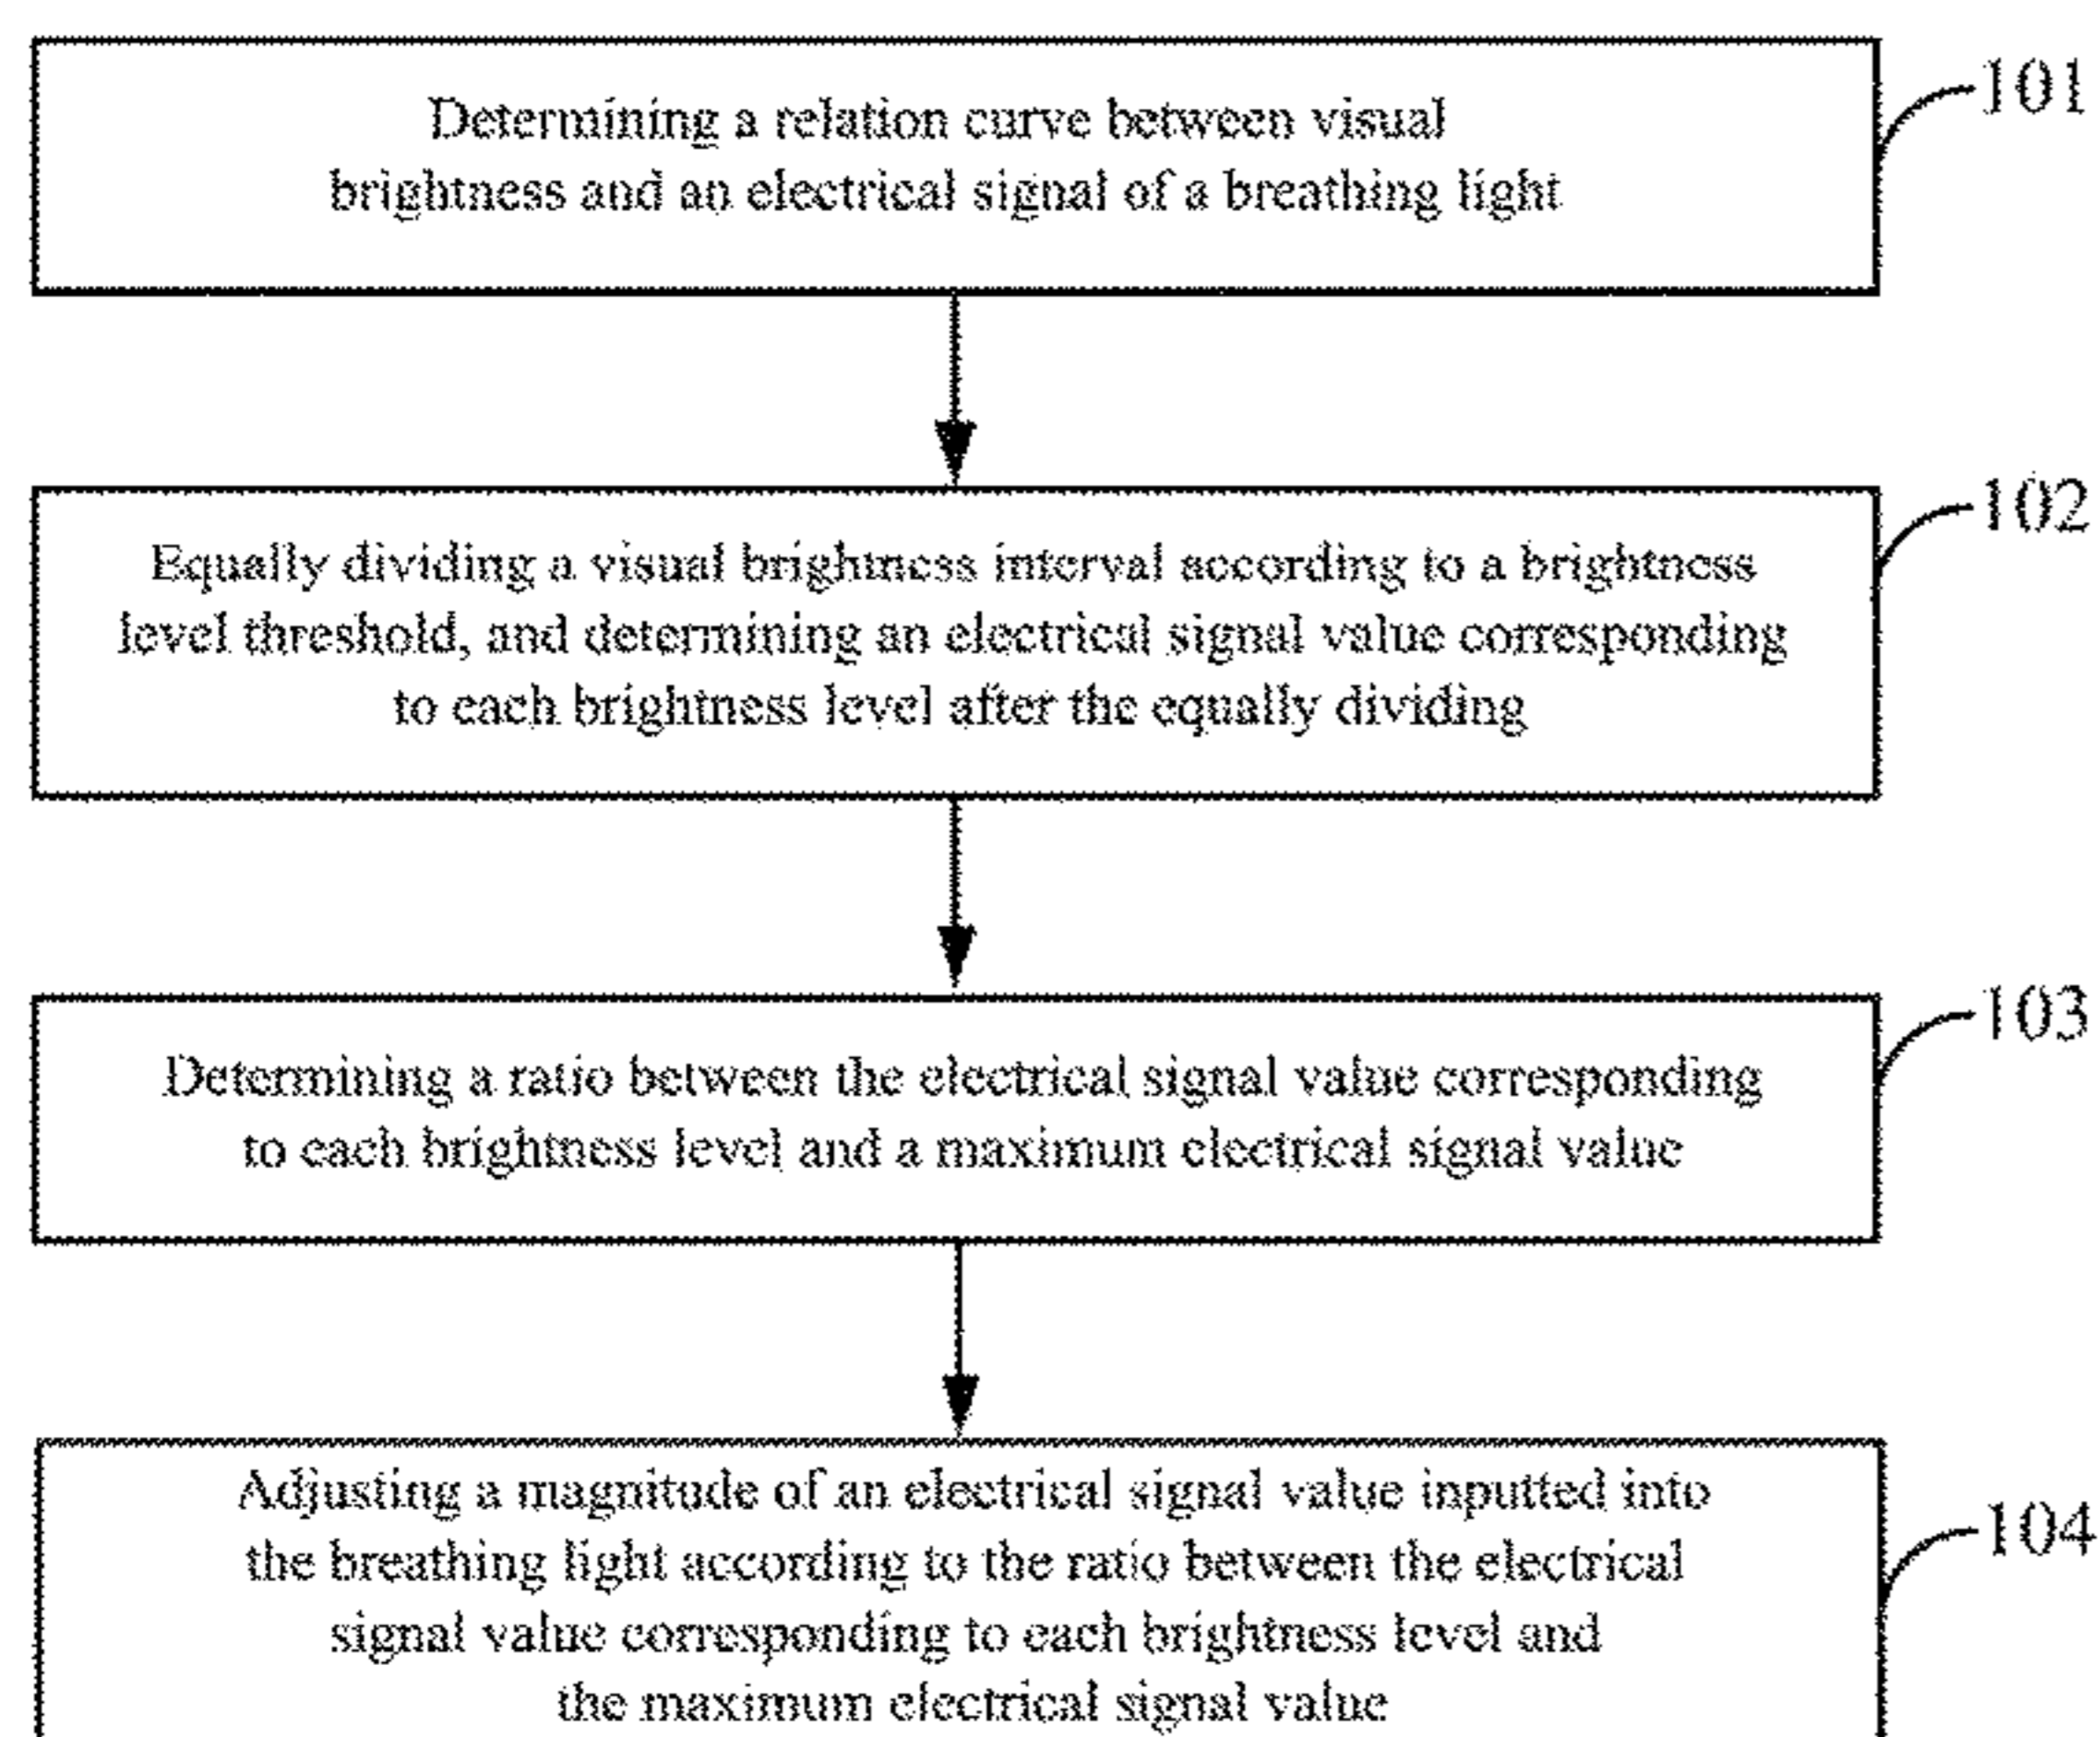 Determining a relation curve between visual
brightness and an electrical signal of a breathing light
101
Equally dividing a visual brightness interval according to a brightness
level threshold, and determining an electrical signal value corresponding
to each brightness level after the equally dividing
102
Determining a ratio between the electrical signal value corresponding
to each brightness level and a maximum electrical signal value
103
Adjusting a magnitude of an electrical signal value inputted into
the breathing light according to the ratio between the electrical
signal value corresponding to each brightness level and
the maximum electrical signal value
104